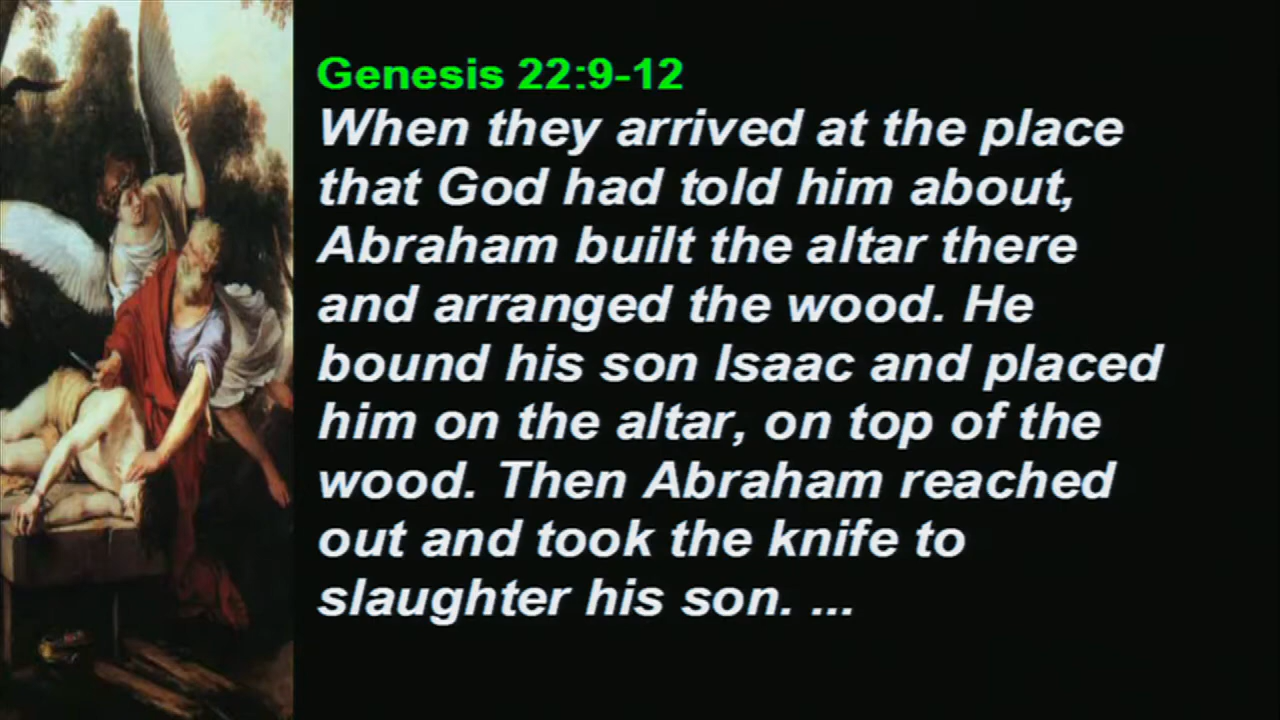 Genesis 22:9-12
When they arrived at the place
that God had told him about,
Abraham built the altar there
and arranged the wood. He
bound his son Isaac and placed
him on the altar, on top of the
wood. Then Abraham reached
out and took the knife to
slaughter his son. ...